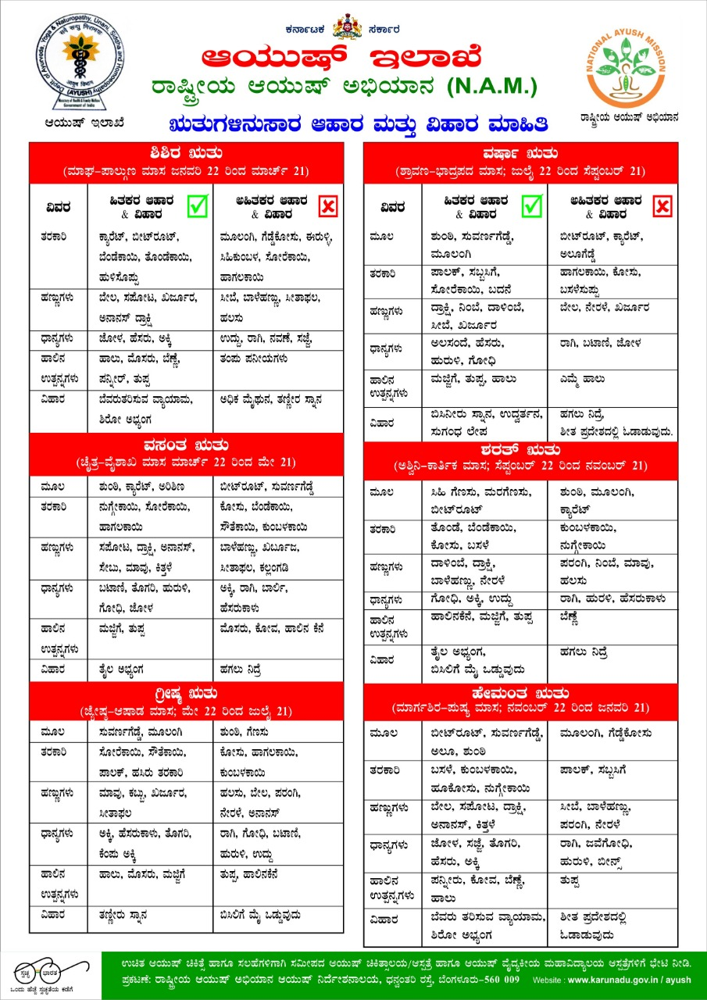 ಕರ್ನಾಟಕ ಸರ್ಕಾರ
ಆಯುಷ್ ಇಲಾಖೆ
ರಾಷ್ಟ್ರೀಯ ಆಯುಷ್ ಅಭಿಯಾನ (N.A.M.)
Dept. of Ayurveda, Yoga & Naturopathy, Unani, Siddha and Homoeopathy
सर्वे सन्तु निरामयाः
आयुष विभाग
(AYUSH)
Ministry of Health & Family Welfare
Government of India
ಆಯುಷ್ ಇಲಾಖೆ
NATIONAL AYUSH MISSION
ರಾಷ್ಟ್ರೀಯ ಆಯುಷ್ ಅಭಿಯಾನ
ಋತುಗಳಿನುಸಾರ ಆಹಾರ ಮತ್ತು ವಿಹಾರ ಮಾಹಿತಿ
ಶಿಶಿರ ಋತು
(ಮಾಘ-ಪಾಲ್ಗುಣ ಮಾಸ ಜನವರಿ 22 ರಿಂದ ಮಾರ್ಚ್ 21)
ವಿವರ ಹಿತಕರ ಆಹಾರ & ವಿಹಾರ ಅಹಿತಕರ ಆಹಾರ & ವಿಹಾರ
ತರಕಾರಿ ಕ್ಯಾರೆಟ್, ಬೀಟ್‌ರೂಟ್, ಮೂಲಂಗಿ, ಗೆಡ್ಡೆಕೋಸು, ಈರುಳ್ಳಿ,
ಬೆಂಡೆಕಾಯಿ, ತೊಂಡೆಕಾಯಿ, ಸಿಹಿಕುಂಬಳ, ಸೋರೆಕಾಯಿ,
ಹುಳಿಸೊಪ್ಪು ಹಾಗಲಕಾಯಿ
ಹಣ್ಣುಗಳು ಬೇಲ, ಸಪೋಟ, ಖರ್ಜೂರ, ಸೀಬೆ, ಬಾಳೆಹಣ್ಣು, ಸೀತಾಫಲ,
ಅನಾನಸ್ ದ್ರಾಕ್ಷಿ ಹಲಸು
ಧಾನ್ಯಗಳು ಜೋಳ, ಹೆಸರು, ಅಕ್ಕಿ ಉದ್ದು, ರಾಗಿ, ನವಣೆ, ಸಜ್ಜೆ,
ಹಾಲಿನ ಹಾಲು, ಮೊಸರು, ಬೆಣ್ಣೆ, ತಂಪು ಪನೀಯಗಳು
ಉತ್ಪನ್ನಗಳು ಪನ್ನೀರ್, ತುಪ್ಪ
ವಿಹಾರ ಬೆವರುತರಿಸುವ ವ್ಯಾಯಾಮ, ಅಧಿಕ ಮೈಥುನ, ತಣ್ಣೀರ ಸ್ನಾನ
ಶಿರೋ ಅಭ್ಯಂಗ
ವಸಂತ ಋತು
(ಚೈತ್ರ-ವೈಶಾಖ ಮಾಸ ಮಾರ್ಚ್ 22 ರಿಂದ ಮೇ 21)
ಮೂಲ ಶುಂಠಿ, ಕ್ಯಾರೆಟ್, ಅರಿಶಿಣ ಬೀಟ್‌ರೂಟ್, ಸುವರ್ಣಗೆಡ್ಡೆ
ತರಕಾರಿ ನುಗ್ಗೇಕಾಯಿ, ಸೋರೆಕಾಯಿ, ಕೋಸು, ಬೆಂಡೆಕಾಯಿ,
ಹಾಗಲಕಾಯಿ ಸೌತೆಕಾಯಿ, ಕುಂಬಳಕಾಯಿ
ಹಣ್ಣುಗಳು ಸಪೋಟ, ದ್ರಾಕ್ಷಿ, ಅನಾನಸ್, ಬಾಳೆಹಣ್ಣು, ಖರ್ಬೂಜ,
ಸೇಬು, ಮಾವು, ಕಿತ್ತಳೆ ಸೀತಾಫಲ, ಕಲ್ಲಂಗಡಿ
ಧಾನ್ಯಗಳು ಬಟಾಣಿ, ತೊಗರಿ, ಹುರುಳಿ, ಅಕ್ಕಿ, ರಾಗಿ, ಬಾರ್ಲಿ,
ಗೋಧಿ, ಜೋಳ ಹೆಸರುಕಾಳು
ಹಾಲಿನ ಮಜ್ಜಿಗೆ, ತುಪ್ಪ ಮೊಸರು, ಕೋವ, ಹಾಲಿನ ಕೆನೆ
ಉತ್ಪನ್ನಗಳು
ವಿಹಾರ ತೈಲ ಅಭ್ಯಂಗ ಹಗಲು ನಿದ್ರೆ
ಗ್ರೀಷ್ಮ ಋತು
(ಜ್ಯೇಷ್ಠ-ಆಷಾಡ ಮಾಸ; ಮೇ 22 ರಿಂದ ಜುಲೈ 21)
ಮೂಲ ಸುವರ್ಣಗೆಡ್ಡೆ, ಮೂಲಂಗಿ ಶುಂಠಿ, ಗೆಣಸು
ತರಕಾರಿ ಸೋರೆಕಾಯಿ, ಸೌತೆಕಾಯಿ, ಕೋಸು, ಹಾಗಲಕಾಯಿ,
ಪಾಲಕ್, ಹಸಿರು ತರಕಾರಿ ಕುಂಬಳಕಾಯಿ
ಹಣ್ಣುಗಳು ಮಾವು, ಕಬ್ಬು, ಖರ್ಜೂರ, ಹಲಸು, ಬೇಲ, ಪರಂಗಿ,
ಸೀತಾಫಲ ನೇರಳೆ, ಅನಾನಸ್
ಧಾನ್ಯಗಳು ಅಕ್ಕಿ, ಹೆಸರುಕಾಳು, ತೊಗರಿ, ರಾಗಿ, ಗೋಧಿ, ಬಟಾಣಿ,
ಕೆಂಪು ಅಕ್ಕಿ ಹುರುಳಿ, ಉದ್ದು
ಹಾಲಿನ ಹಾಲು, ಮೊಸರು, ಮಜ್ಜಿಗೆ ತುಪ್ಪ, ಹಾಲಿನಕೆನೆ
ಉತ್ಪನ್ನಗಳು
ವಿಹಾರ ತಣ್ಣೀರು ಸ್ನಾನ ಬಿಸಿಲಿಗೆ ಮೈ ಒಡ್ಡುವುದು
ವರ್ಷಾ ಋತು
(ಶ್ರಾವಣ-ಭಾದ್ರಪದ ಮಾಸ; ಜುಲೈ 22 ರಿಂದ ಸೆಪ್ಟಂಬರ್ 21)
ವಿವರ ಹಿತಕರ ಆಹಾರ & ವಿಹಾರ ಅಹಿತಕರ ಆಹಾರ & ವಿಹಾರ
ಮೂಲ ಶುಂಠಿ, ಸುವರ್ಣಗೆಡ್ಡೆ, ಬೀಟ್‌ರೂಟ್, ಕ್ಯಾರೆಟ್,
ಮೂಲಂಗಿ ಅಲೂಗೆಡ್ಡೆ
ತರಕಾರಿ ಪಾಲಕ್, ಸಬ್ಬಸಿಗೆ, ಹಾಗಲಕಾಯಿ, ಕೋಸು,
ಸೋರೆಕಾಯಿ, ಬದನೆ ಬಸಳೆಸುಪ್ಪು
ಹಣ್ಣುಗಳು ದ್ರಾಕ್ಷಿ, ನಿಂಬೆ, ದಾಳಿಂಬೆ, ಬೇಲ, ನೇರಳೆ, ಖರ್ಜೂರ
ಸೀಬೆ, ಖರ್ಜೂರ
ಧಾನ್ಯಗಳು ಅಲಸಂದೆ, ಹೆಸರು, ರಾಗಿ, ಬಟಾಣಿ, ಜೋಳ
ಹುರುಳಿ, ಗೋಧಿ
ಹಾಲಿನ ಮಜ್ಜಿಗೆ, ತುಪ್ಪ, ಹಾಲು ಎಮ್ಮೆ ಹಾಲು
ಉತ್ಪನ್ನಗಳು
ವಿಹಾರ ಬಿಸಿನೀರು ಸ್ನಾನ, ಉದ್ವರ್ತನ, ಹಗಲು ನಿದ್ರೆ,
ಸುಗಂಧ ಲೇಪ ಶೀತ ಪ್ರದೇಶದಲ್ಲಿ ಓಡಾಡುವುದು.
ಶರತ್ ಋತು
(ಅಶ್ವಿನಿ-ಕಾರ್ತಿಕ ಮಾಸ; ಸೆಪ್ಟಂಬರ್ 22 ರಿಂದ ನವಂಬರ್ 21)
ಮೂಲ ಸಿಹಿ ಗೆಣಸು, ಮರಗೆಣಸು, ಶುಂಠಿ, ಮೂಲಂಗಿ,
ಬೀಟ್‌ರೂಟ್ ಕ್ಯಾರೆಟ್
ತರಕಾರಿ ತೊಂಡೆ, ಬೆಂಡೆಕಾಯಿ, ಕುಂಬಳಕಾಯಿ,
ಕೋಸು, ಬಸಳೆ ನುಗ್ಗೇಕಾಯಿ
ಹಣ್ಣುಗಳು ದಾಳಿಂಬೆ, ದ್ರಾಕ್ಷಿ, ಪರಂಗಿ, ನಿಂಬೆ, ಮಾವು,
ಬಾಳೆಹಣ್ಣು, ನೇರಳೆ ಹಲಸು
ಧಾನ್ಯಗಳು ಗೋಧಿ, ಅಕ್ಕಿ, ಉದ್ದು ರಾಗಿ, ಹುರಳಿ, ಹೆಸರುಕಾಳು
ಹಾಲಿನ ಹಾಲಿನಕೆನೆ, ಮಜ್ಜಿಗೆ, ತುಪ್ಪ ಬೆಣ್ಣೆ
ಉತ್ಪನ್ನಗಳು
ವಿಹಾರ ತೈಲ ಅಭ್ಯಂಗ, ಹಗಲು ನಿದ್ರೆ
ಬಿಸಿಲಿಗೆ ಮೈ ಒಡ್ಡುವುದು
ಹೇಮಂತ ಋತು
(ಮಾರ್ಗಶಿರ-ಪುಷ್ಯ ಮಾಸ; ನವಂಬರ್ 22 ರಿಂದ ಜನವರಿ 21)
ಮೂಲ ಬೀಟ್‌ರೂಟ್, ಸುವರ್ಣಗೆಡ್ಡೆ, ಮೂಲಂಗಿ, ಗೆಡ್ಡೆಕೋಸು
ಅಲೂ, ಶುಂಠಿ
ತರಕಾರಿ ಬಸಳೆ, ಕುಂಬಳಕಾಯಿ, ಪಾಲಕ್, ಸಬ್ಬಸಿಗೆ
ಹೂಕೋಸು, ನುಗ್ಗೇಕಾಯಿ
ಹಣ್ಣುಗಳು ಬೇಲ, ಸಪೋಟ, ದ್ರಾಕ್ಷಿ, ಸೀಬೆ, ಬಾಳೆಹಣ್ಣು,
ಅನಾನಸ್, ಕಿತ್ತಳೆ ಪರಂಗಿ, ನೇರಳೆ
ಧಾನ್ಯಗಳು ಜೋಳ, ಸಜ್ಜೆ, ತೊಗರಿ, ರಾಗಿ, ಜವೆಗೋಧಿ,
ಹೆಸರು, ಅಕ್ಕಿ ಹುರುಳಿ, ಬೀನ್ಸ್
ಹಾಲಿನ ಪನ್ನೀರು, ಕೋವ, ಬೆಣ್ಣೆ, ತುಪ್ಪ
ಉತ್ಪನ್ನಗಳು ಹಾಲು
ವಿಹಾರ ಬೆವರು ತರಿಸುವ ವ್ಯಾಯಾಮ, ಶೀತ ಪ್ರದೇಶದಲ್ಲಿ
ಶಿರೋ ಅಭ್ಯಂಗ ಓಡಾಡುವುದು
ಸ್ವಚ್ಛ ಭಾರತ
ಒಂದು ಹೆಜ್ಜೆ ಸ್ವಚ್ಛತೆಯ ಕಡೆಗೆ
ಉಚಿತ ಆಯುಷ್ ಚಿಕಿತ್ಸೆ ಹಾಗೂ ಸಲಹೆಗಳಿಗಾಗಿ ಸಮೀಪದ ಆಯುಷ್ ಚಿಕಿತ್ಸಾಲಯ/ಆಸ್ಪತ್ರೆ ಹಾಗೂ ಆಯುಷ್ ವೈದ್ಯಕೀಯ ಮಹಾವಿದ್ಯಾಲಯ ಆಸ್ಪತ್ರೆಗಳಿಗೆ ಭೇಟಿ ನೀಡಿ.
ಪ್ರಕಟಣೆ: ರಾಷ್ಟ್ರೀಯ ಆಯುಷ್ ಅಭಿಯಾನ ಆಯುಷ್ ನಿರ್ದೇಶನಾಲಯ, ಧನ್ವಂತರಿ ರಸ್ತೆ, ಬೆಂಗಳೂರು-560 009 Website : www.karunadu.gov.in / ayush